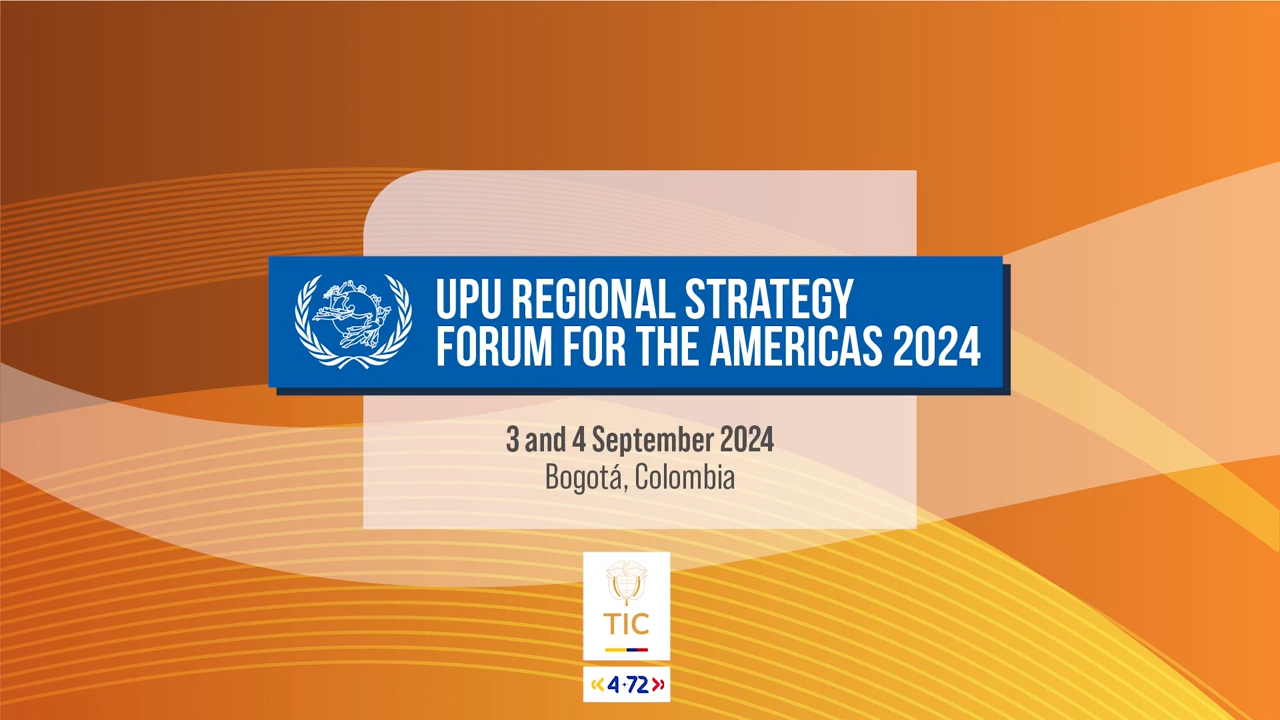 UPU REGIONAL STRATEGY
FORUM FOR THE AMERICAS 2024
3 and 4 September 2024
Bogotá, Colombia
TIC
4-72